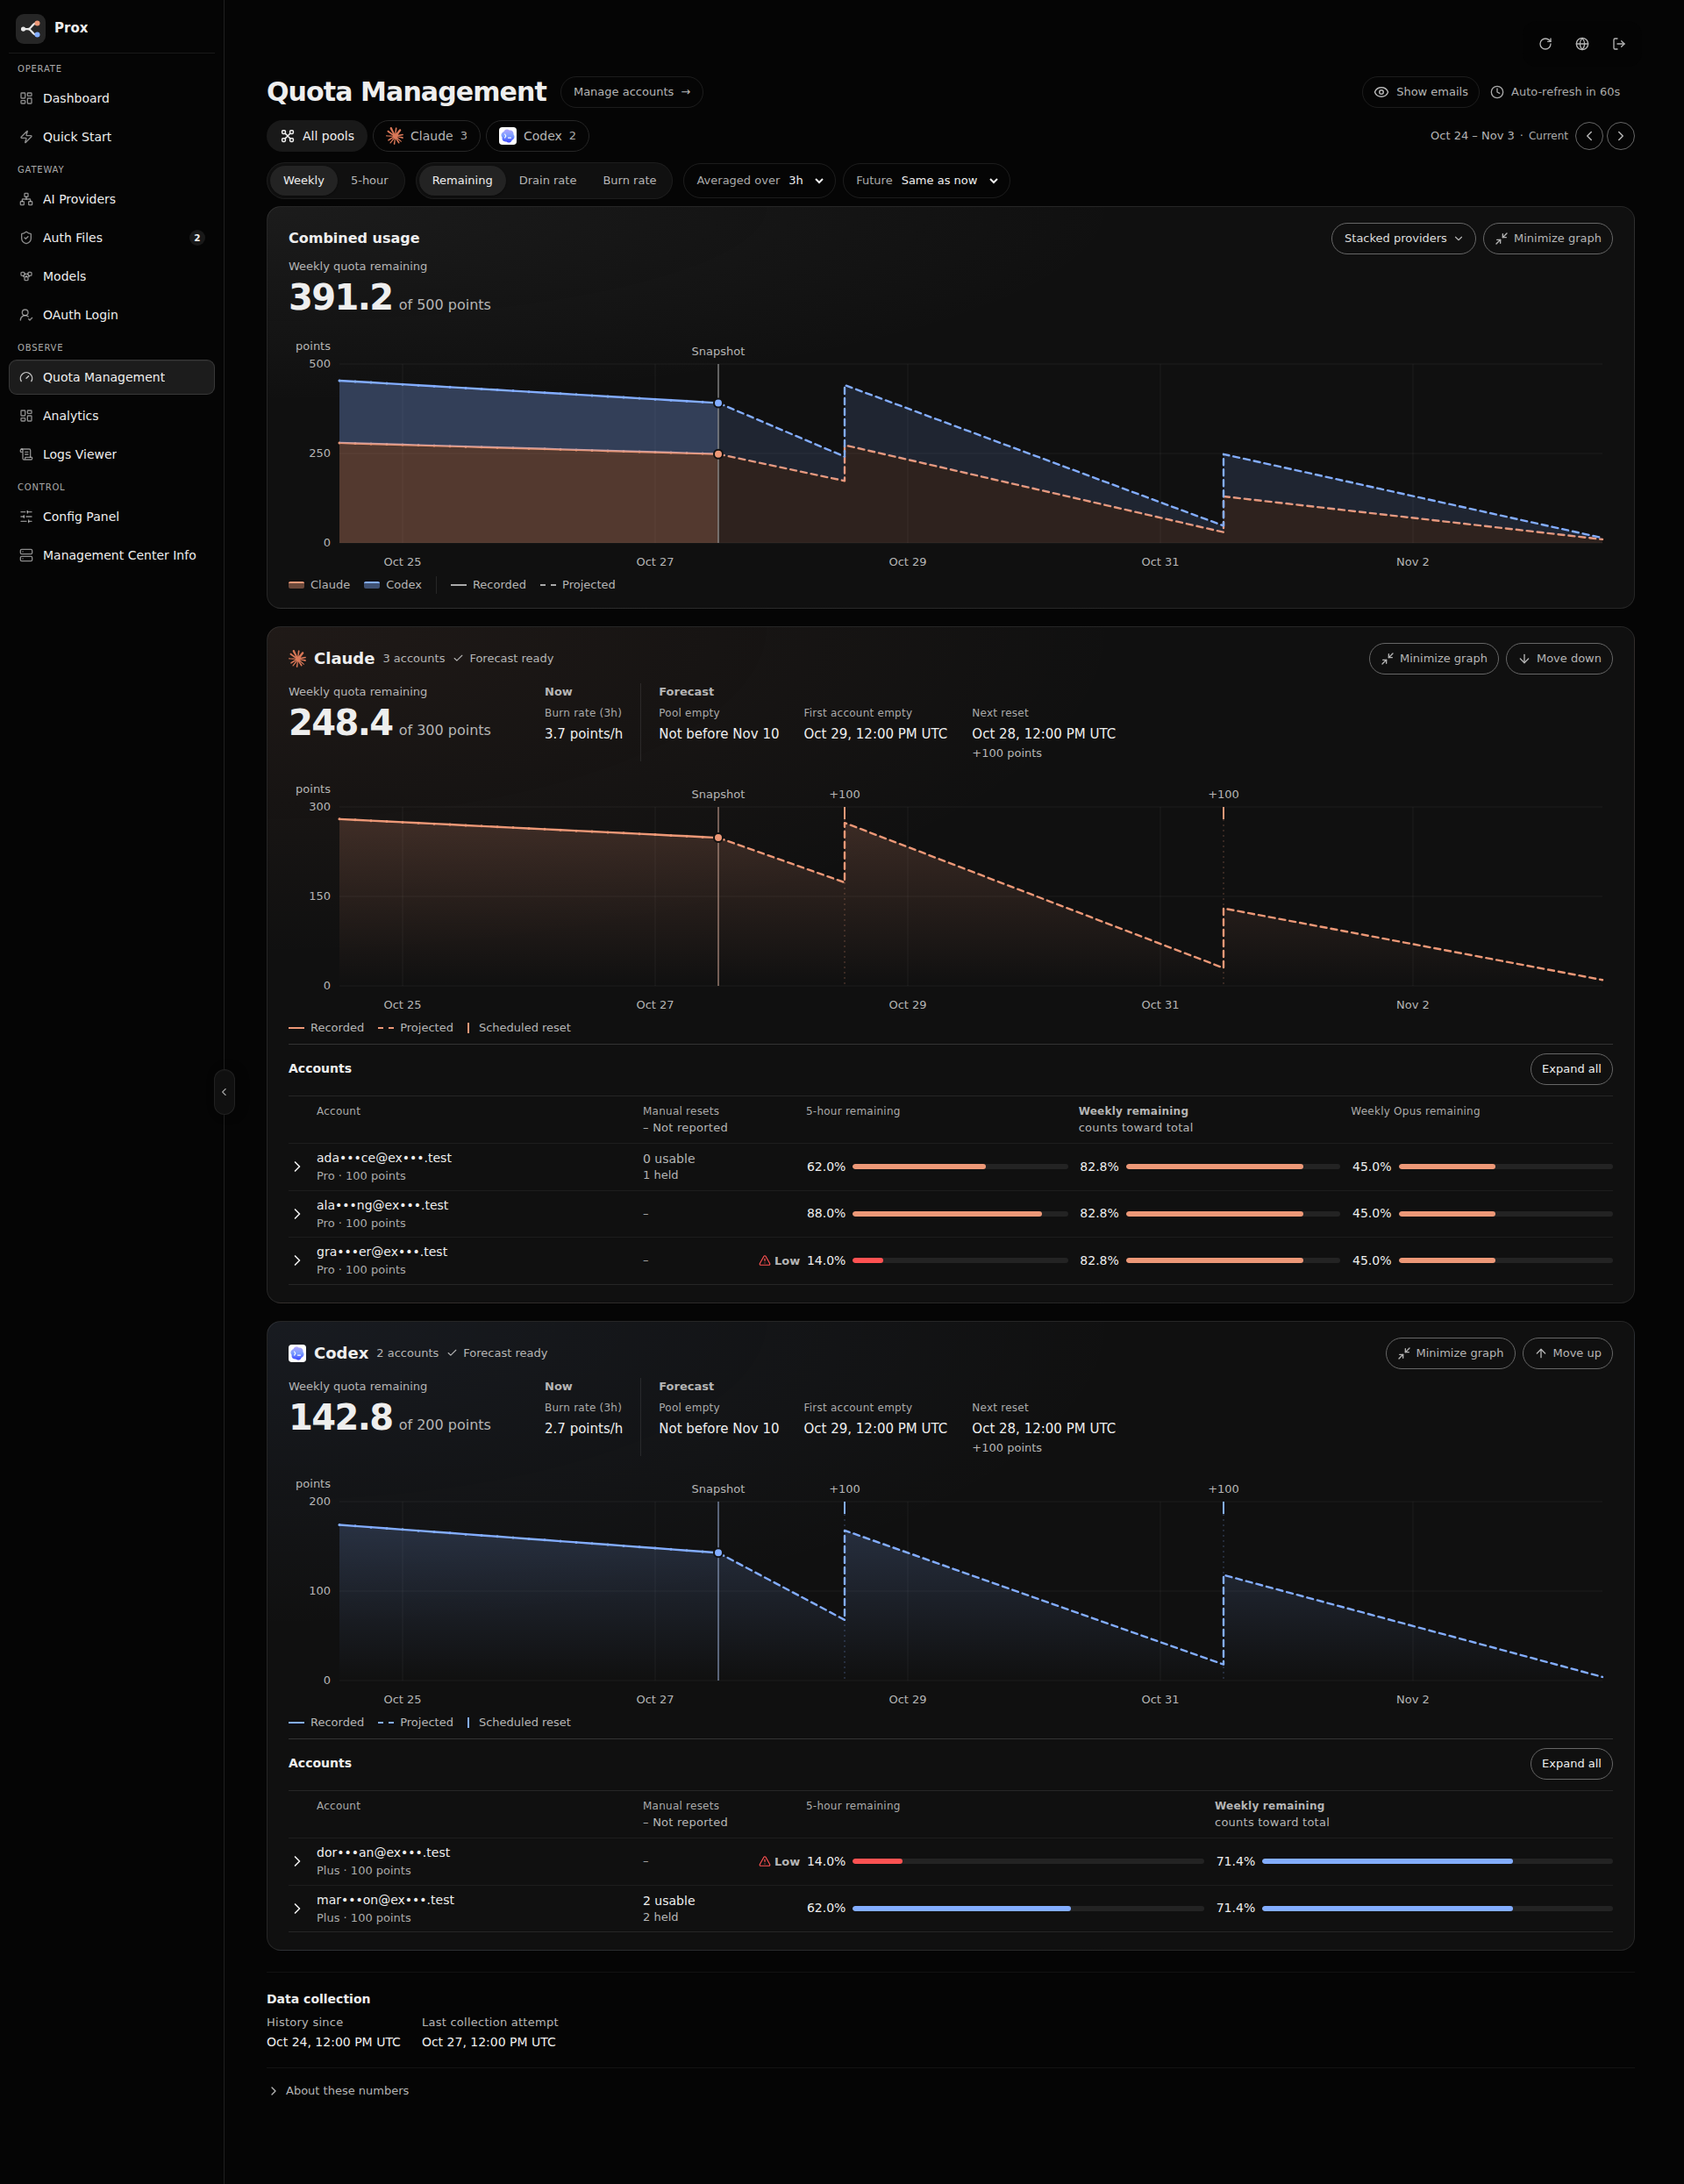 Prox
OPERATE
Dashboard
Quick Start
GATEWAY
AI Providers
Auth Files 2
Models
OAuth Login
OBSERVE
Quota Management
Analytics
Logs Viewer
CONTROL
Config Panel
Management Center Info
Quota Management Manage accounts → Show emails Auto-refresh in 60s
All pools Claude 3 Codex 2 Oct 24 – Nov 3 · Current
Weekly 5-hour Remaining Drain rate Burn rate Averaged over 3h Future Same as now
Combined usage Stacked providers Minimize graph
Weekly quota remaining
391.2 of 500 points
points
Snapshot
500
250
0
Oct 25 Oct 27 Oct 29 Oct 31 Nov 2
Claude Codex Recorded Projected
Claude 3 accounts Forecast ready Minimize graph Move down
Weekly quota remaining Now Forecast
Burn rate (3h) Pool empty First account empty Next reset
248.4 of 300 points 3.7 points/h Not before Nov 10 Oct 29, 12:00 PM UTC Oct 28, 12:00 PM UTC
+100 points
points
Snapshot +100 +100
300
150
0
Oct 25 Oct 27 Oct 29 Oct 31 Nov 2
Recorded Projected Scheduled reset
Accounts Expand all
Account Manual resets 5-hour remaining Weekly remaining Weekly Opus remaining
– Not reported counts toward total
ada•••ce@ex•••.test 0 usable 62.0% 82.8% 45.0%
Pro · 100 points 1 held
ala•••ng@ex•••.test – 88.0% 82.8% 45.0%
Pro · 100 points
gra•••er@ex•••.test – Low 14.0% 82.8% 45.0%
Pro · 100 points
Codex 2 accounts Forecast ready Minimize graph Move up
Weekly quota remaining Now Forecast
Burn rate (3h) Pool empty First account empty Next reset
142.8 of 200 points 2.7 points/h Not before Nov 10 Oct 29, 12:00 PM UTC Oct 28, 12:00 PM UTC
+100 points
points
Snapshot +100 +100
200
100
0
Oct 25 Oct 27 Oct 29 Oct 31 Nov 2
Recorded Projected Scheduled reset
Accounts Expand all
Account Manual resets 5-hour remaining Weekly remaining
– Not reported counts toward total
dor•••an@ex•••.test – Low 14.0% 71.4%
Plus · 100 points
mar•••on@ex•••.test 2 usable 62.0% 71.4%
Plus · 100 points 2 held
Data collection
History since Last collection attempt
Oct 24, 12:00 PM UTC Oct 27, 12:00 PM UTC
About these numbers